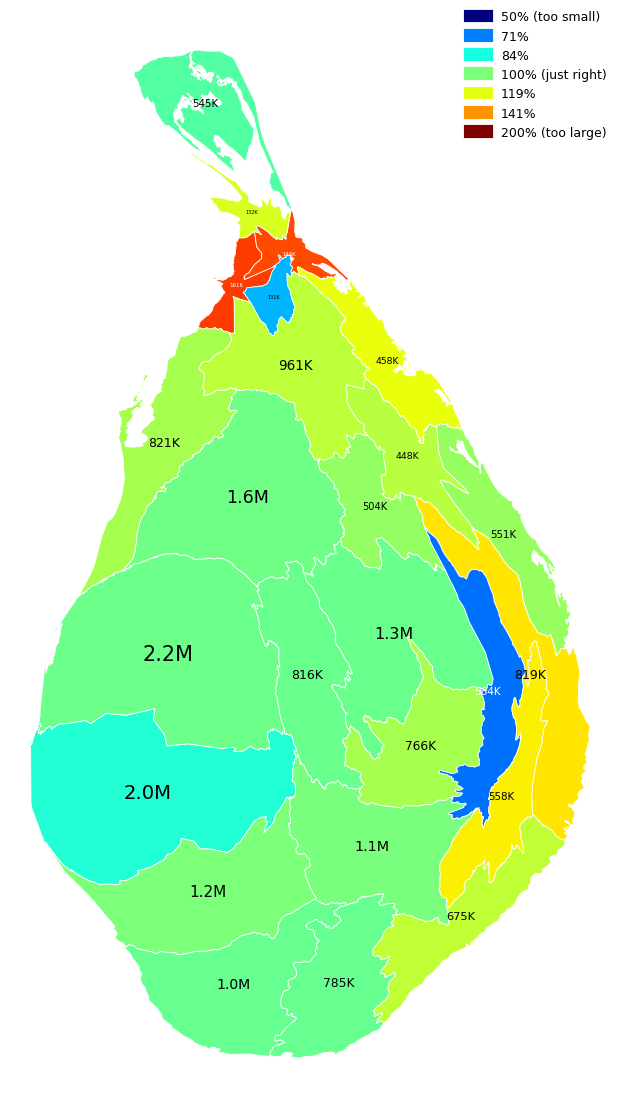 50% (too small)
71%
84%
100% (just right)
119%
141%
200% (too large)
545K
132K
161K
131K
961K
458K
821K
448K
1.6M
504K
551K
1.3M
2.2M
816K
819K
766K
2.0M
558K
1.1M
1.2M
675K
785K
1.0M